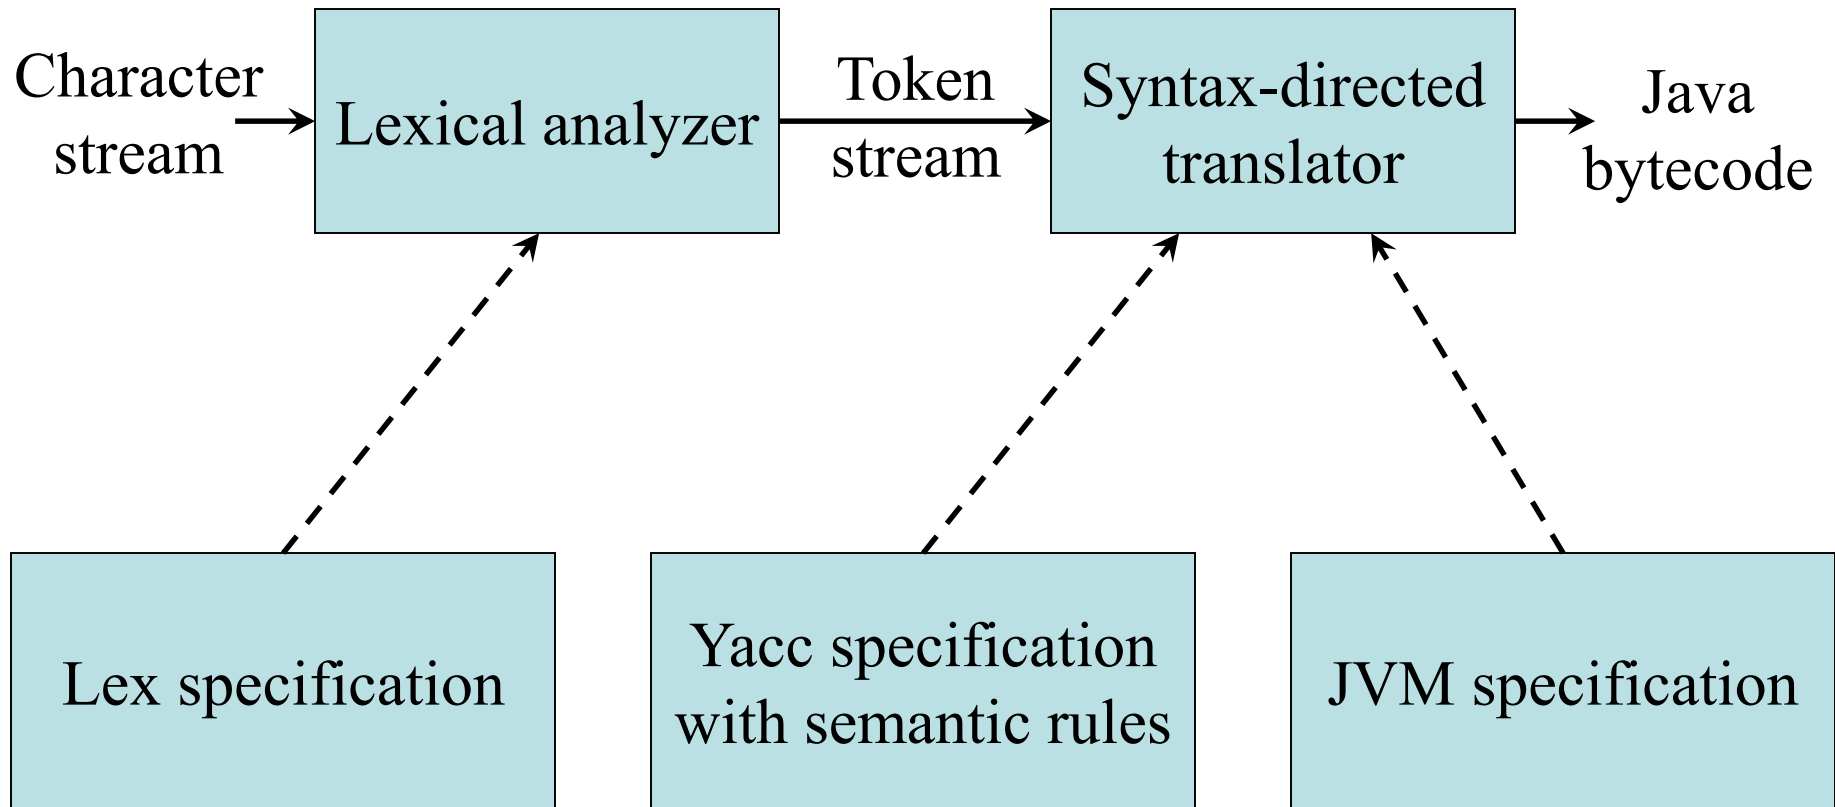 Character
stream
Lexical analyzer
Token
stream
Syntax-directed
translator
Java
bytecode
Lex specification
Yacc specification
with semantic rules
JVM specification